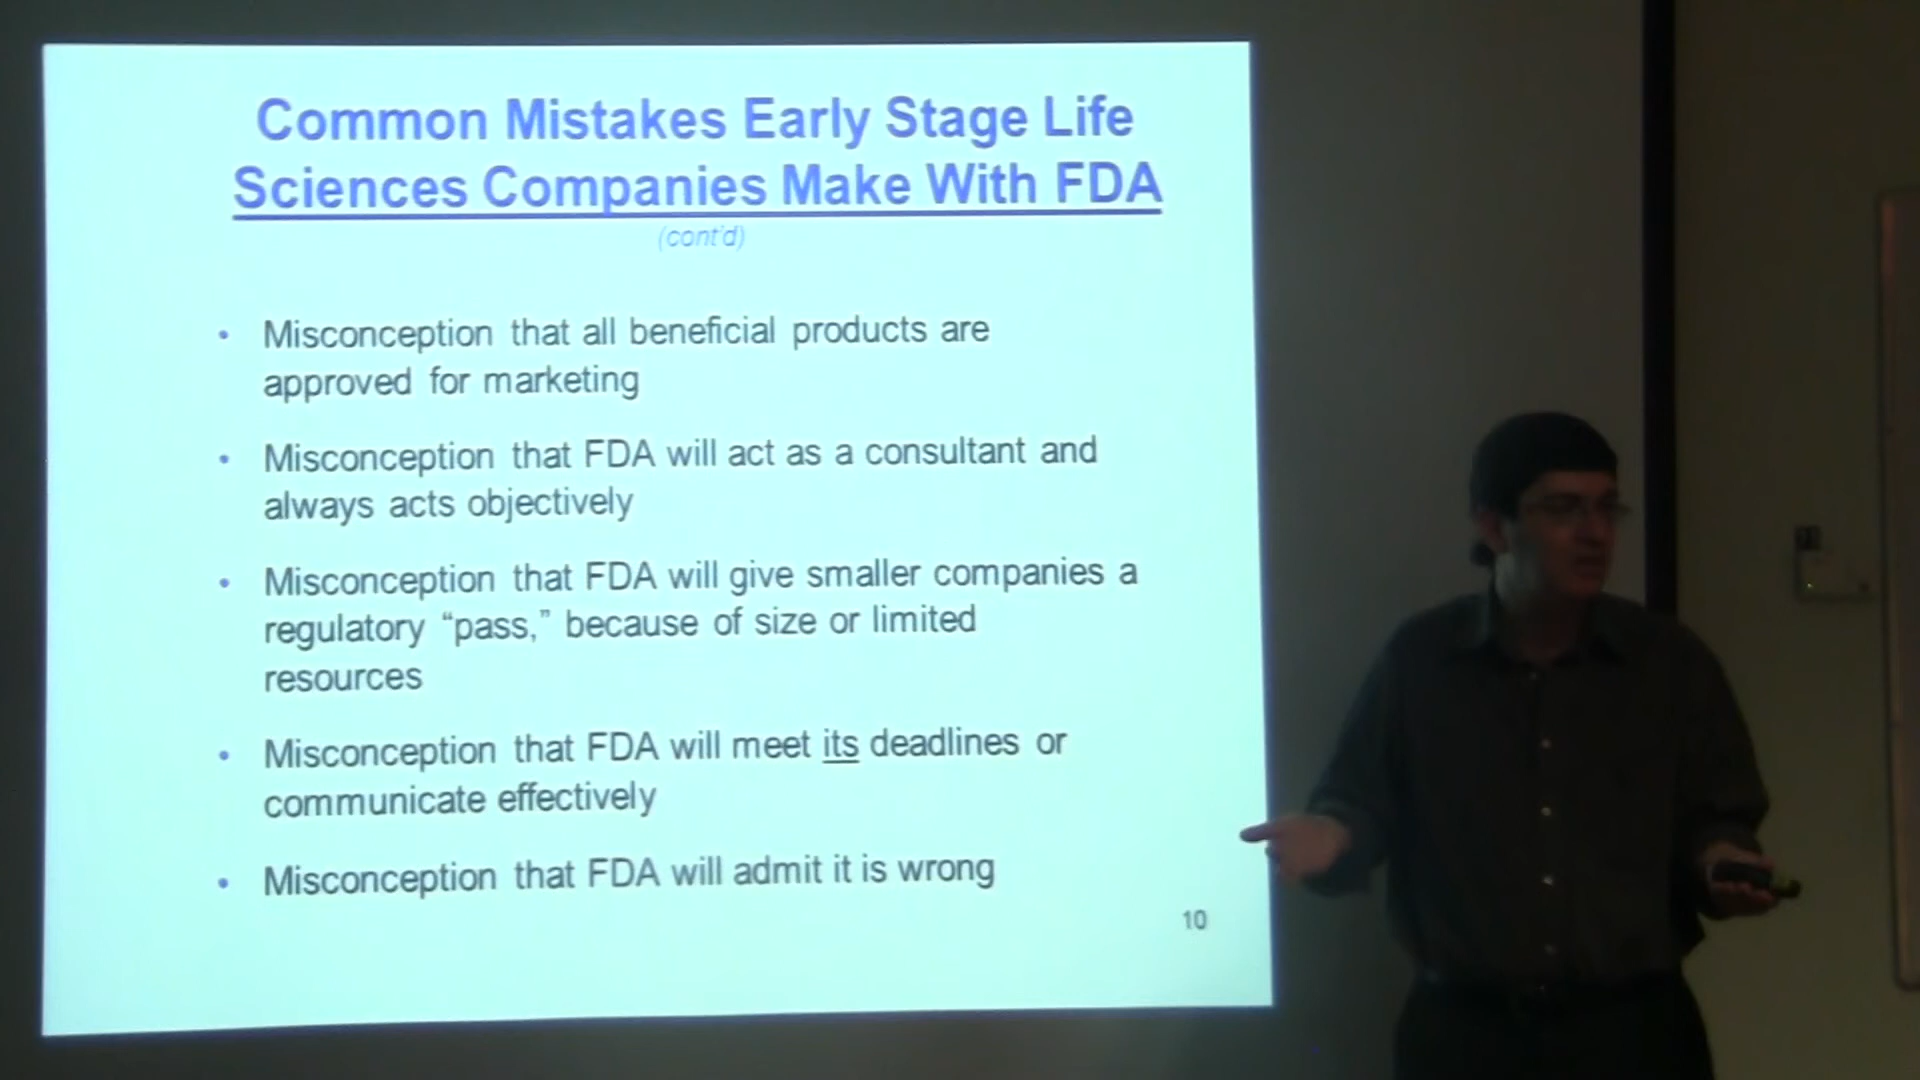 Common Mistakes Early Stage Life
Sciences Companies Make With FDA
(cont'd)
• Misconception that all beneficial products are
approved for marketing
• Misconception that FDA will act as a consultant and
always acts objectively
• Misconception that FDA will give smaller companies a
regulatory “pass,” because of size or limited
resources
• Misconception that FDA will meet its deadlines or
communicate effectively
• Misconception that FDA will admit it is wrong
10